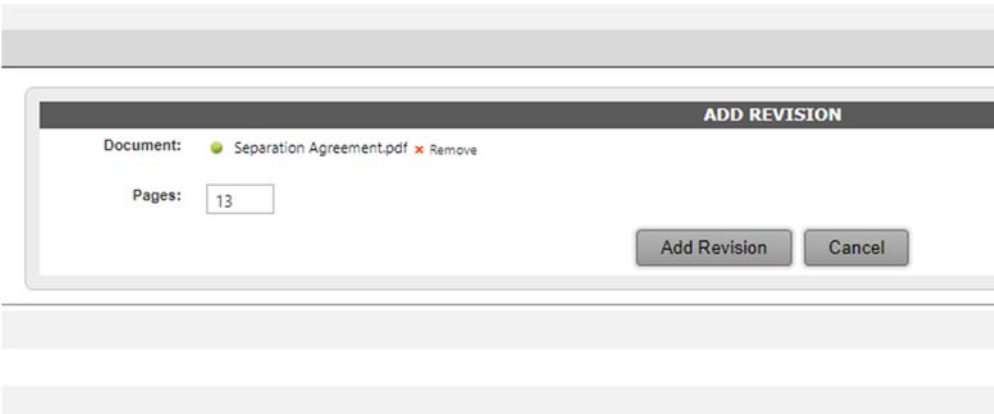 ADD REVISION
Document: Separation Agreement.pdf × Remove
Pages: 13
Add Revision Cancel